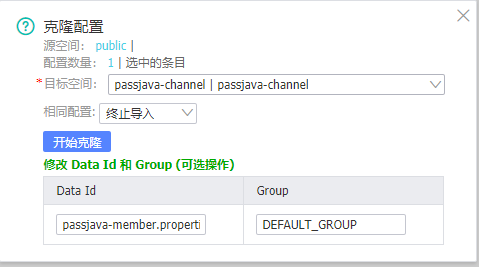 克隆配置
源空间： public |
配置数量： 1 | 选中的条目
*目标空间： passjava-channel | passjava-channel
相同配置: 终止导入
开始克隆
修改 Data Id 和 Group (可选操作)
Data Id Group
passjava-member.properti DEFAULT_GROUP